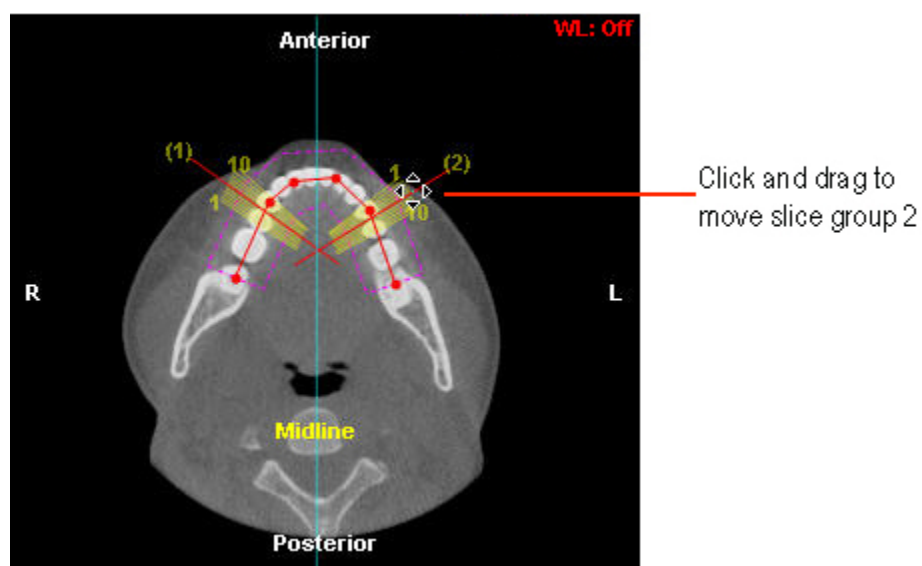 Anterior
WL: Off
(1)
10
1
1
(2)
10
Click and drag to
move slice group 2
R
L
Midline
Posterior